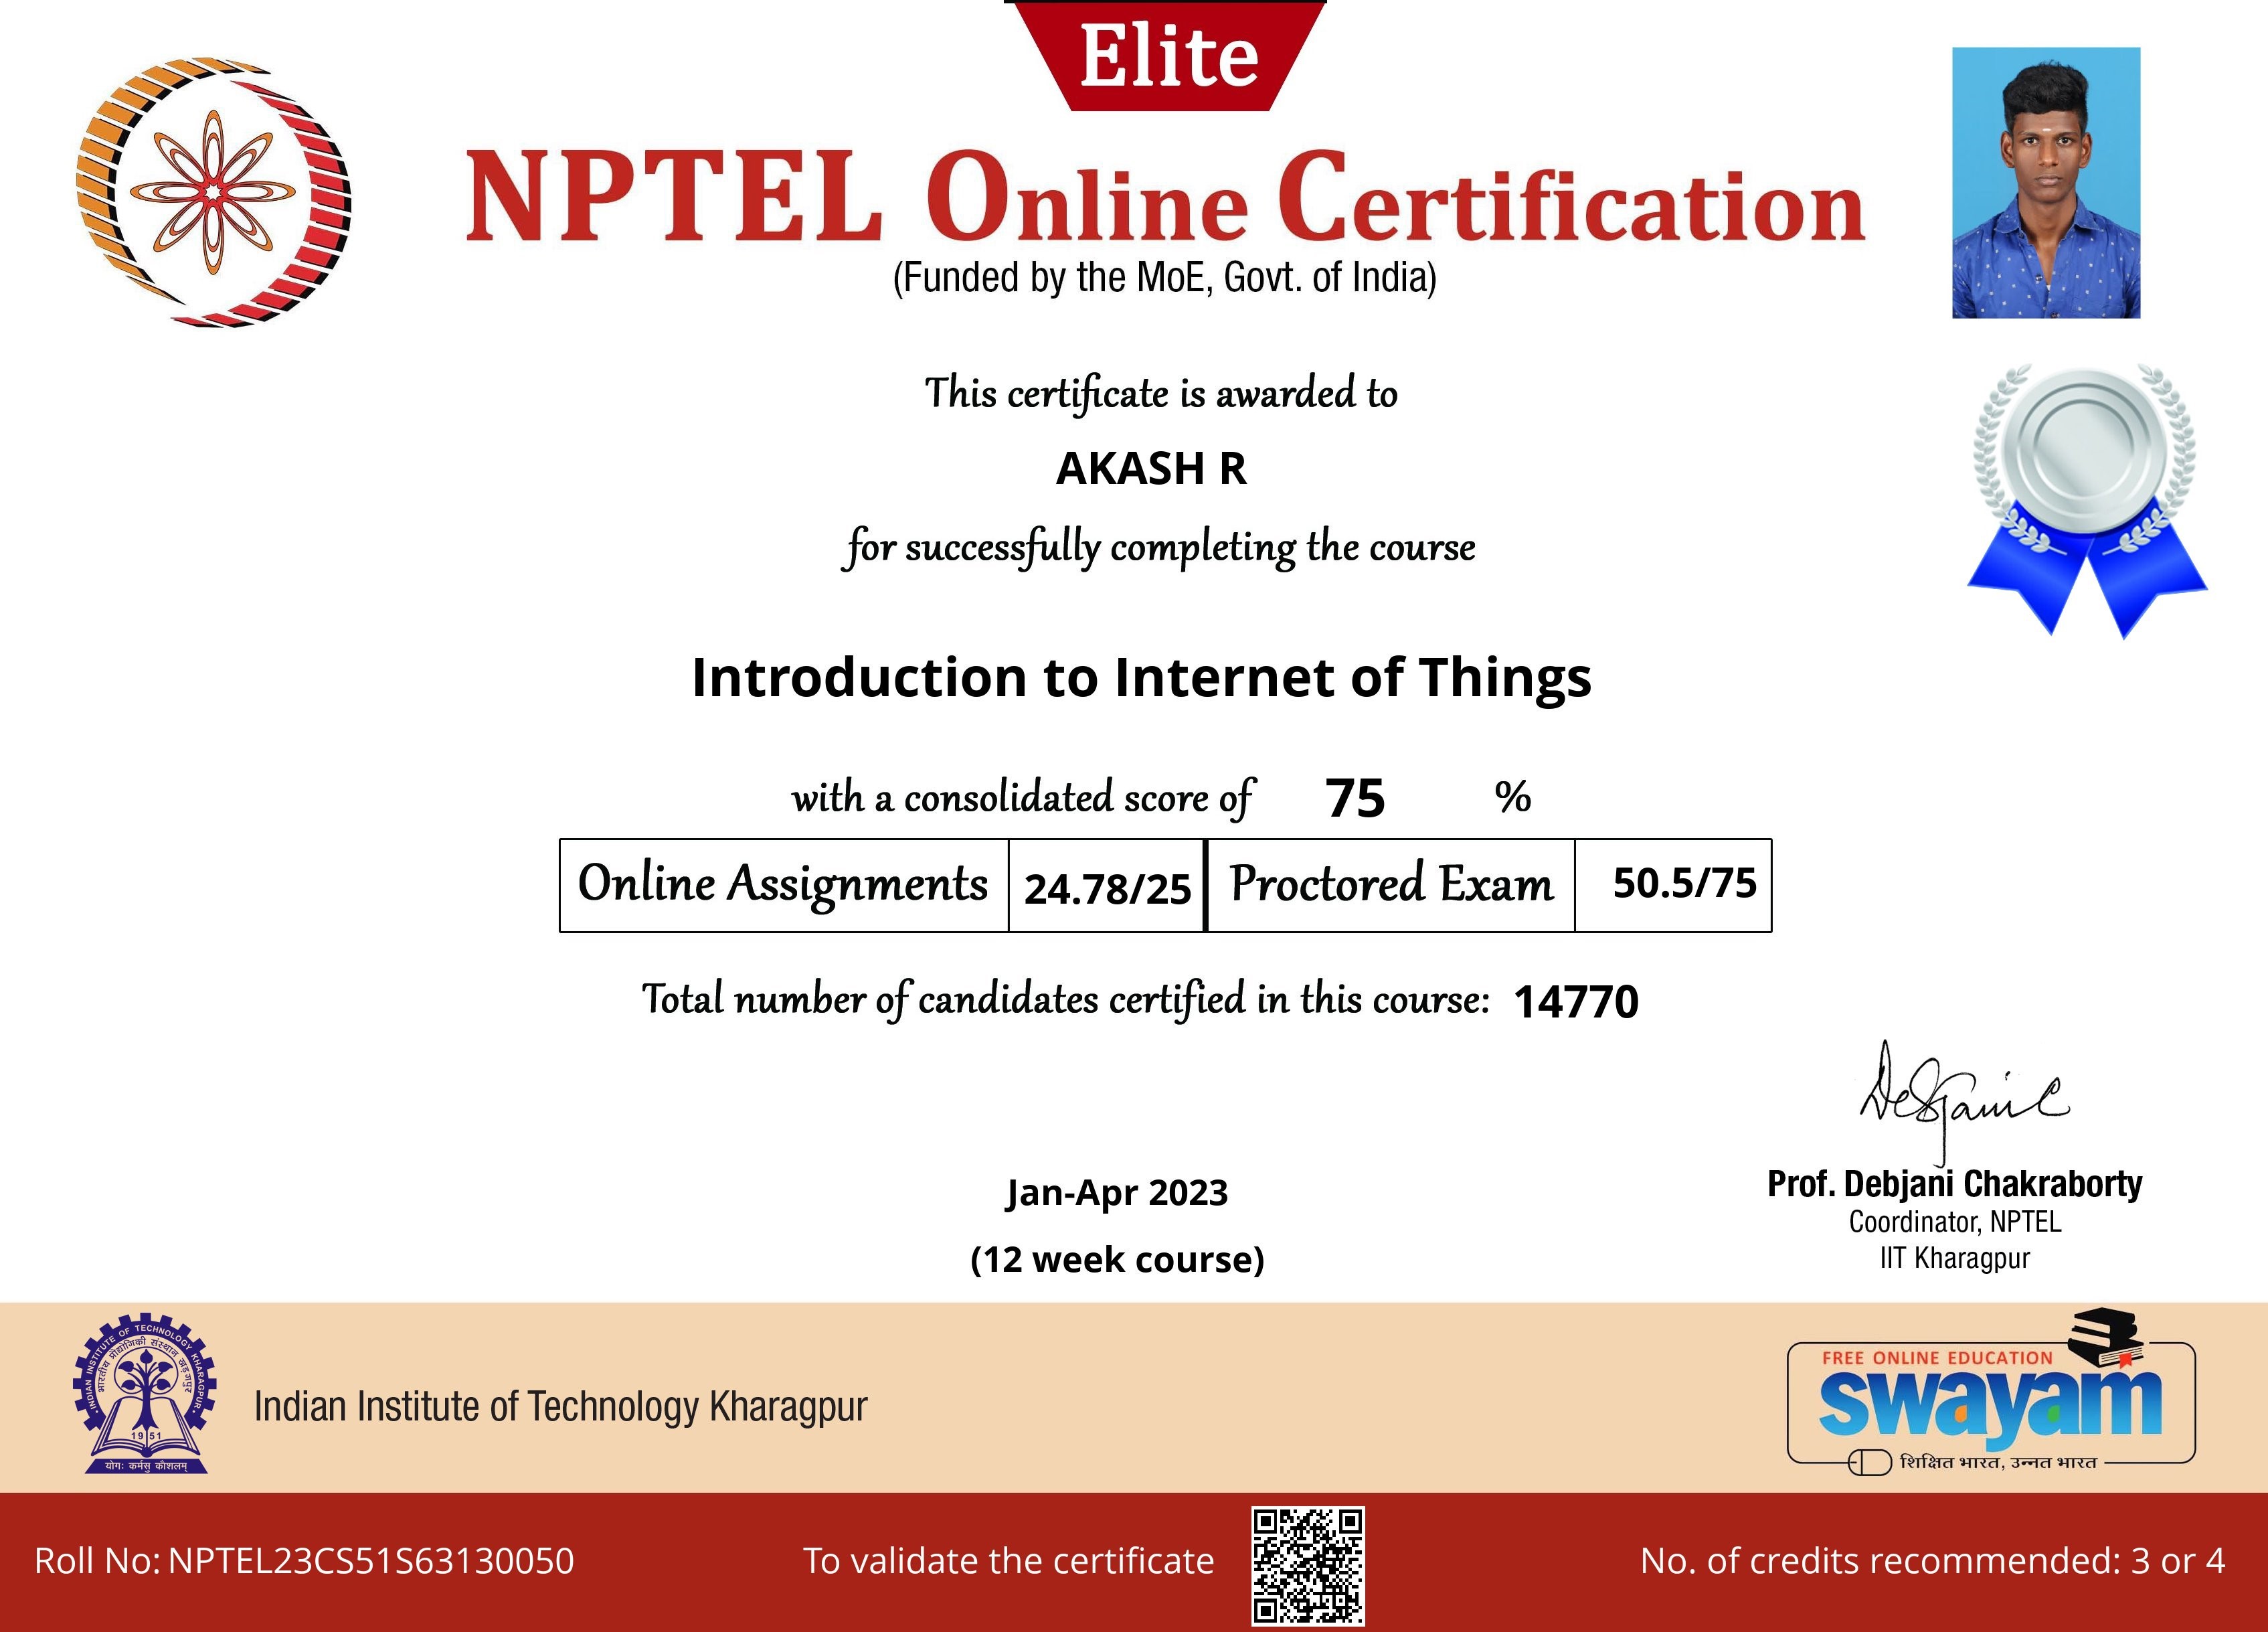 Elite
NPTEL Online Certification
(Funded by the MoE, Govt. of India)
This certificate is awarded to
AKASH R
for successfully completing the course
Introduction to Internet of Things
with a consolidated score of 75 %
Online Assignments 24.78/25 Proctored Exam 50.5/75
Total number of candidates certified in this course: 14770
Prof. Debjani Chakraborty
Coordinator, NPTEL
IIT Kharagpur
Jan-Apr 2023
(12 week course)
INDIAN INSTITUTE OF TECHNOLOGY KHARAGPUR
भारतीय प्रौद्योगिकी संस्थान खड़गपुर
1951
योगः कर्मसु कौशलम्
Indian Institute of Technology Kharagpur
FREE ONLINE EDUCATION
swayam
शिक्षित भारत, उन्नत भारत
Roll No: NPTEL23CS51S63130050
To validate the certificate
No. of credits recommended: 3 or 4